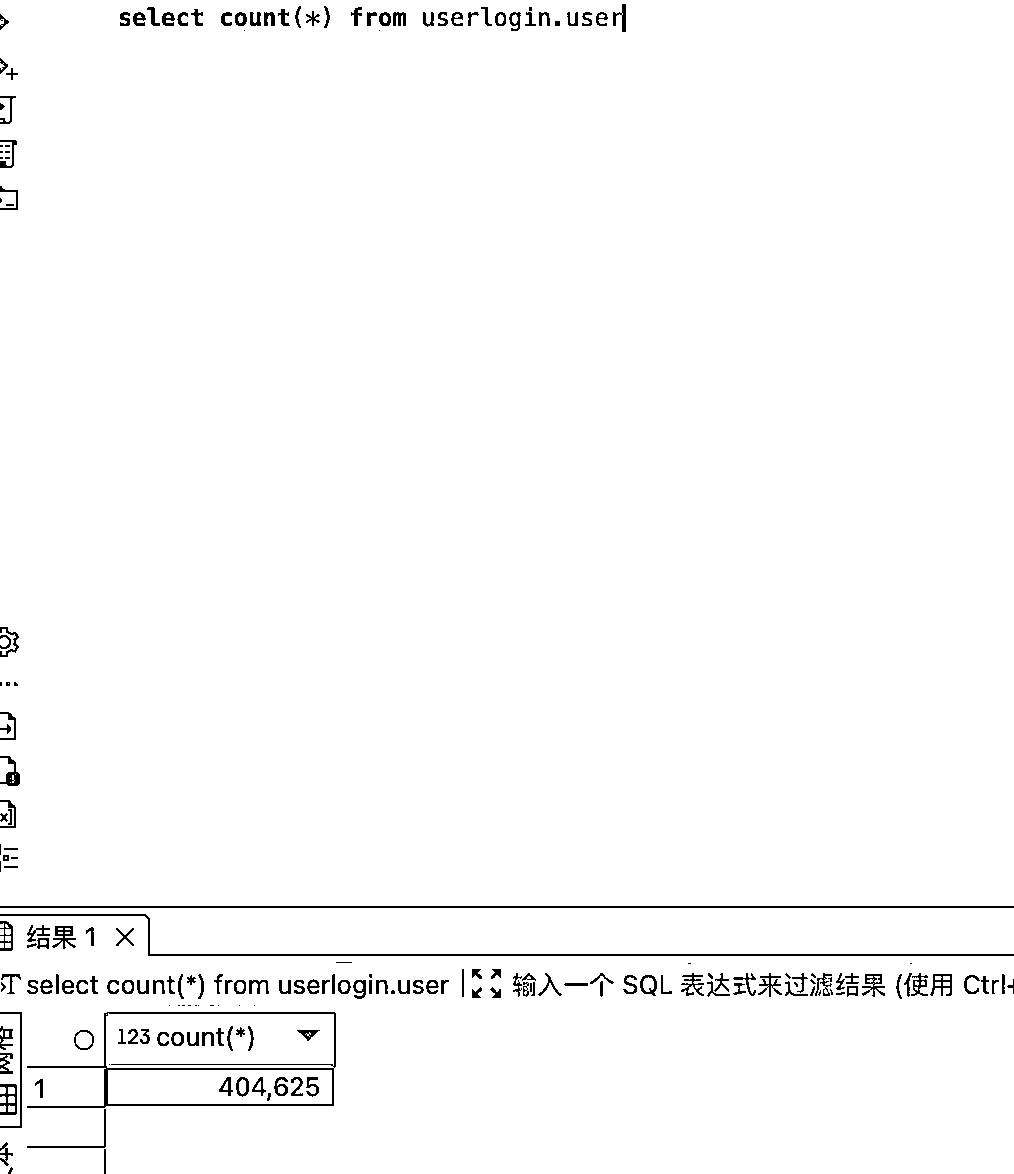 select count(*) from userlogin.user
结果 1
select count(*) from userlogin.user 输入一个 SQL 表达式来过滤结果 (使用 Ctrl+
123 count(*)
1 404,625